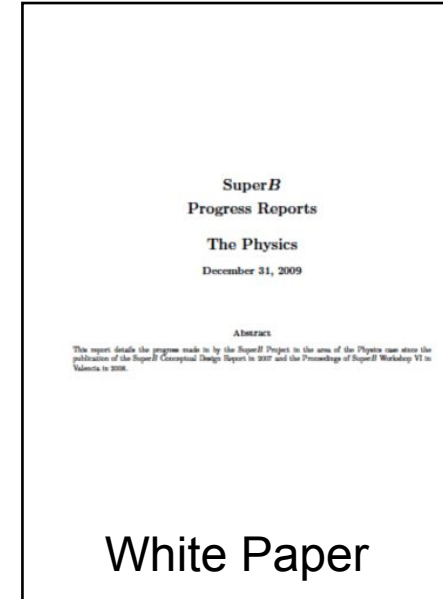 SuperB
Progress Reports
The Physics
December 31, 2009
Abstract
This report details the progress made in by the SuperB Project in the area of the Physics case since the
publication of the SuperB Conceptual Design Report in 2007 and the Proceedings of SuperB Workshop VI in
Valencia in 2008.
White Paper